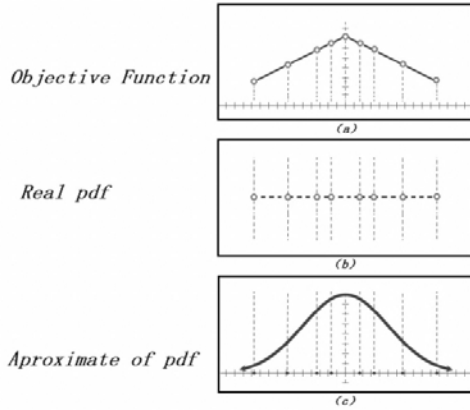 Objective Function
(a)
Real pdf
(b)
Aproximate of pdf
(c)